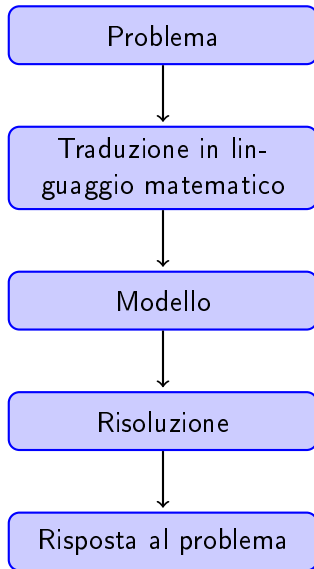 Problema
Traduzione in lin-
guaggio matematico
Modello
Risoluzione
Risposta al problema